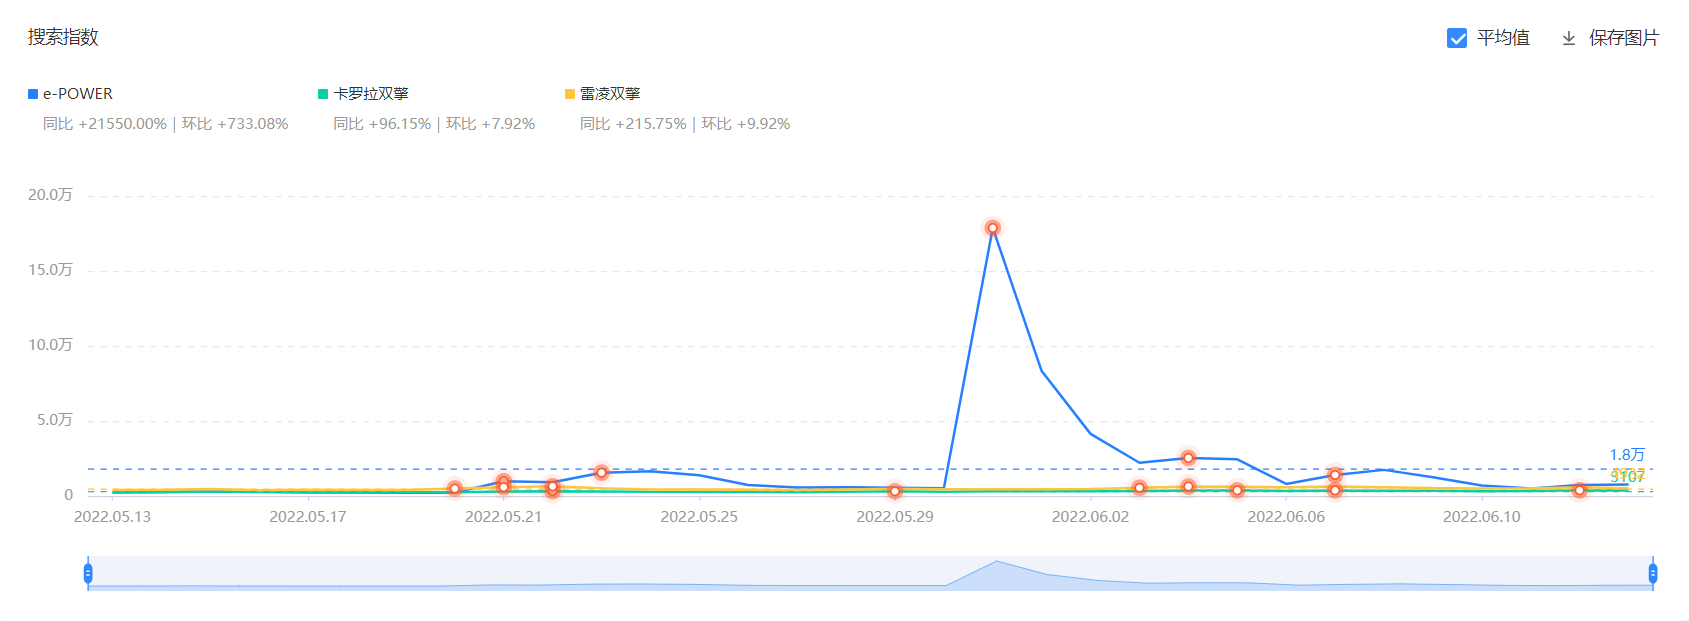 搜索指数
平均值
保存图片
e-POWER
同比 +21550.00% | 环比 +733.08%
卡罗拉双擎
同比 +96.15% | 环比 +7.92%
雷凌双擎
同比 +215.75% | 环比 +9.92%
20.0万
15.0万
10.0万
5.0万
0
1.8万
3107
2022.05.13
2022.05.17
2022.05.21
2022.05.25
2022.05.29
2022.06.02
2022.06.06
2022.06.10